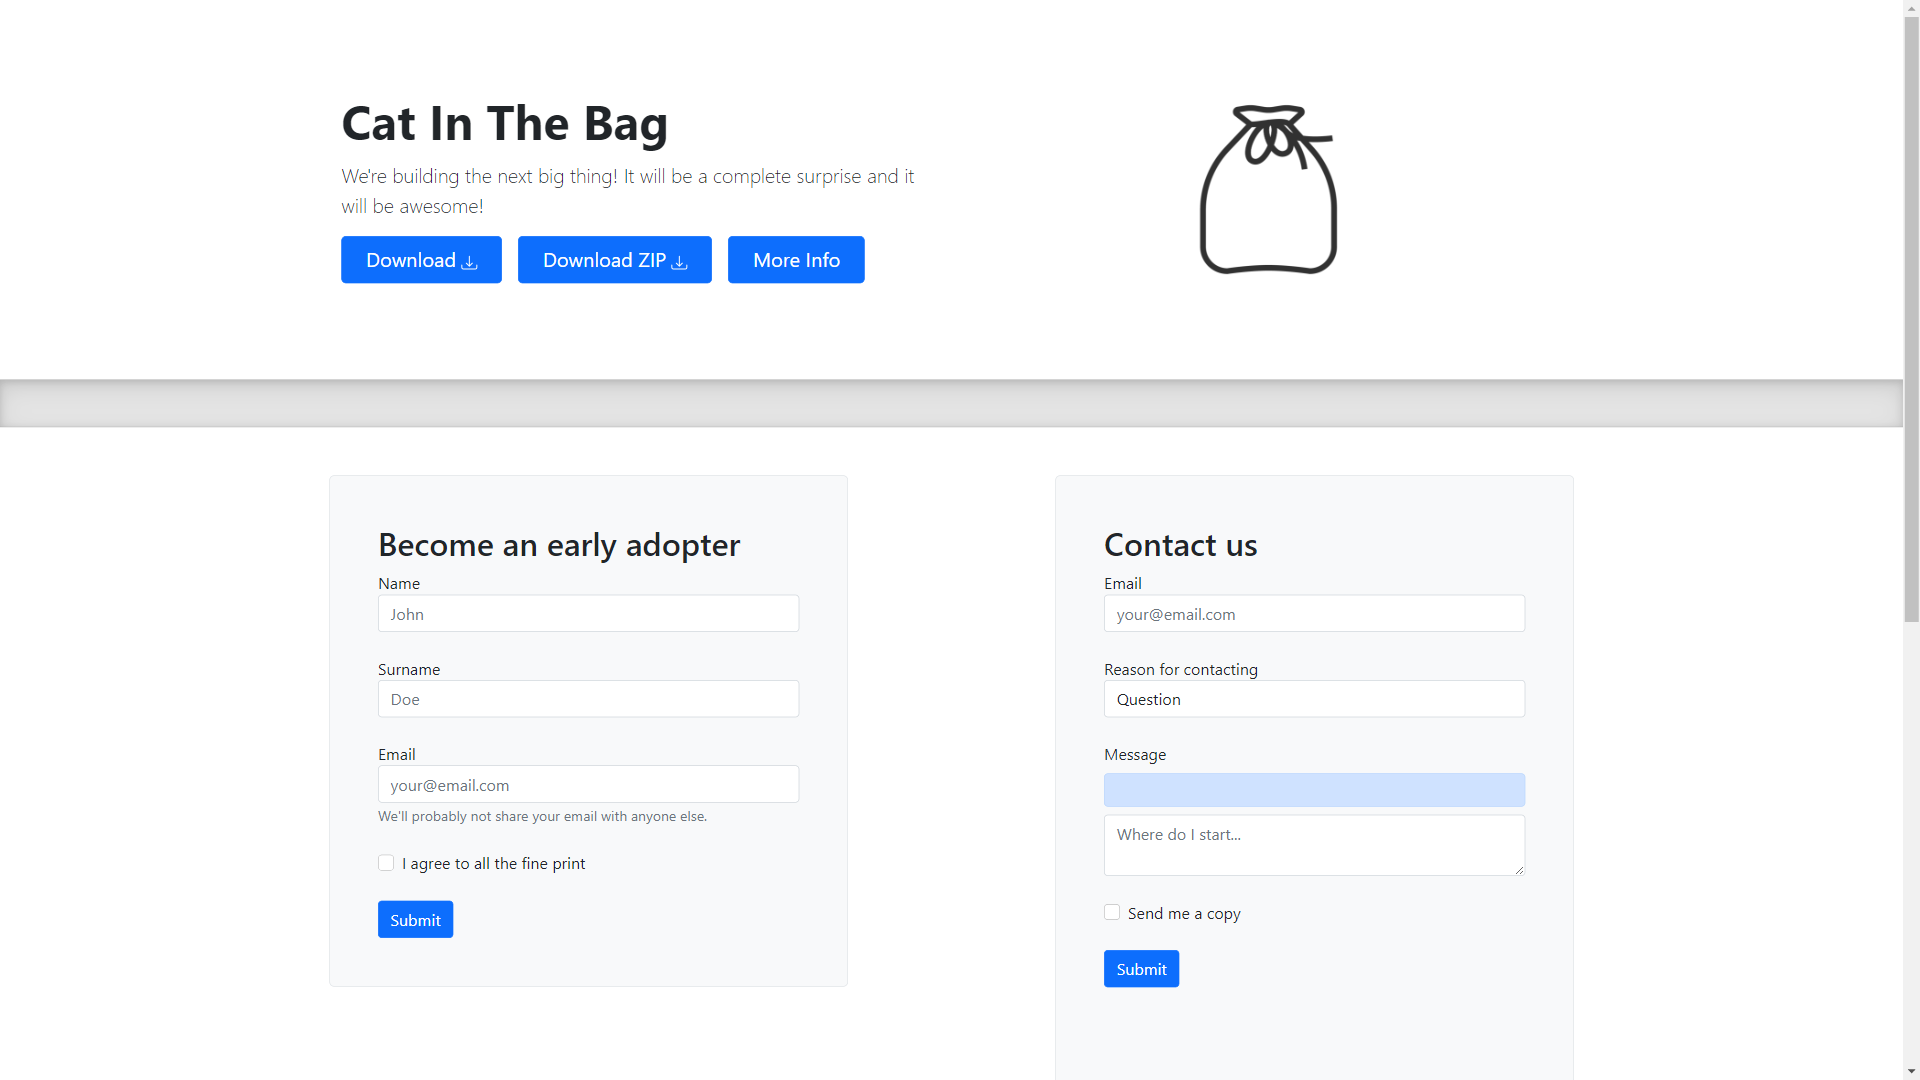 Cat In The Bag
We're building the next big thing! It will be a complete surprise and it
will be awesome!
Download
Download ZIP
More Info
Become an early adopter
Name
John
Surname
Doe
Email
your@email.com
We'll probably not share your email with anyone else.
I agree to all the fine print
Submit
Contact us
Email
your@email.com
Reason for contacting
Question
Message
Where do I start...
Send me a copy
Submit